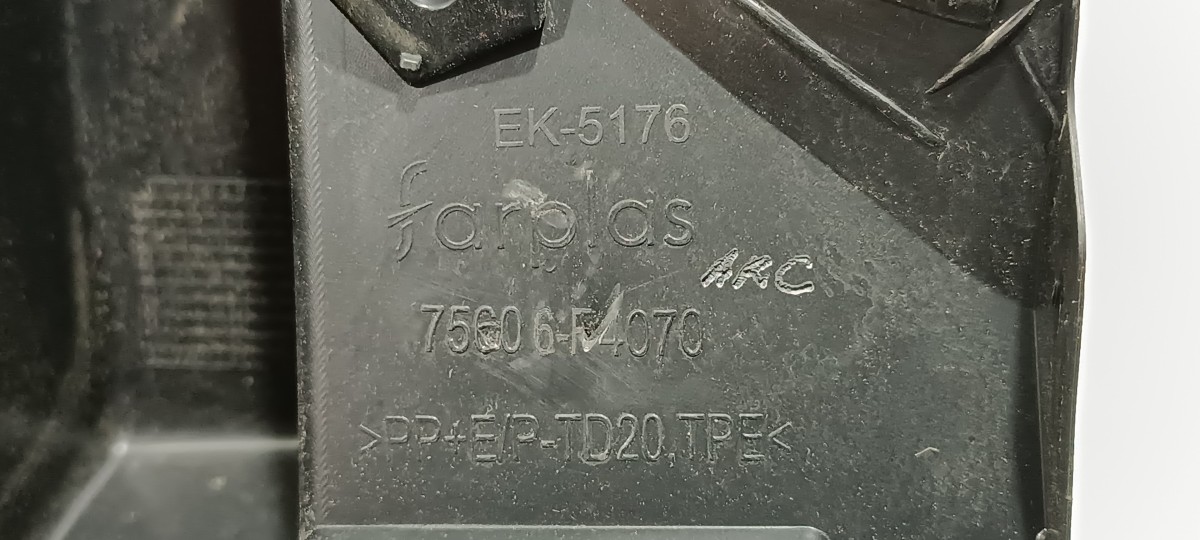 EK-5176
farplas
ARC
75606-F4070
>PP+E/P-TD20,TPE<